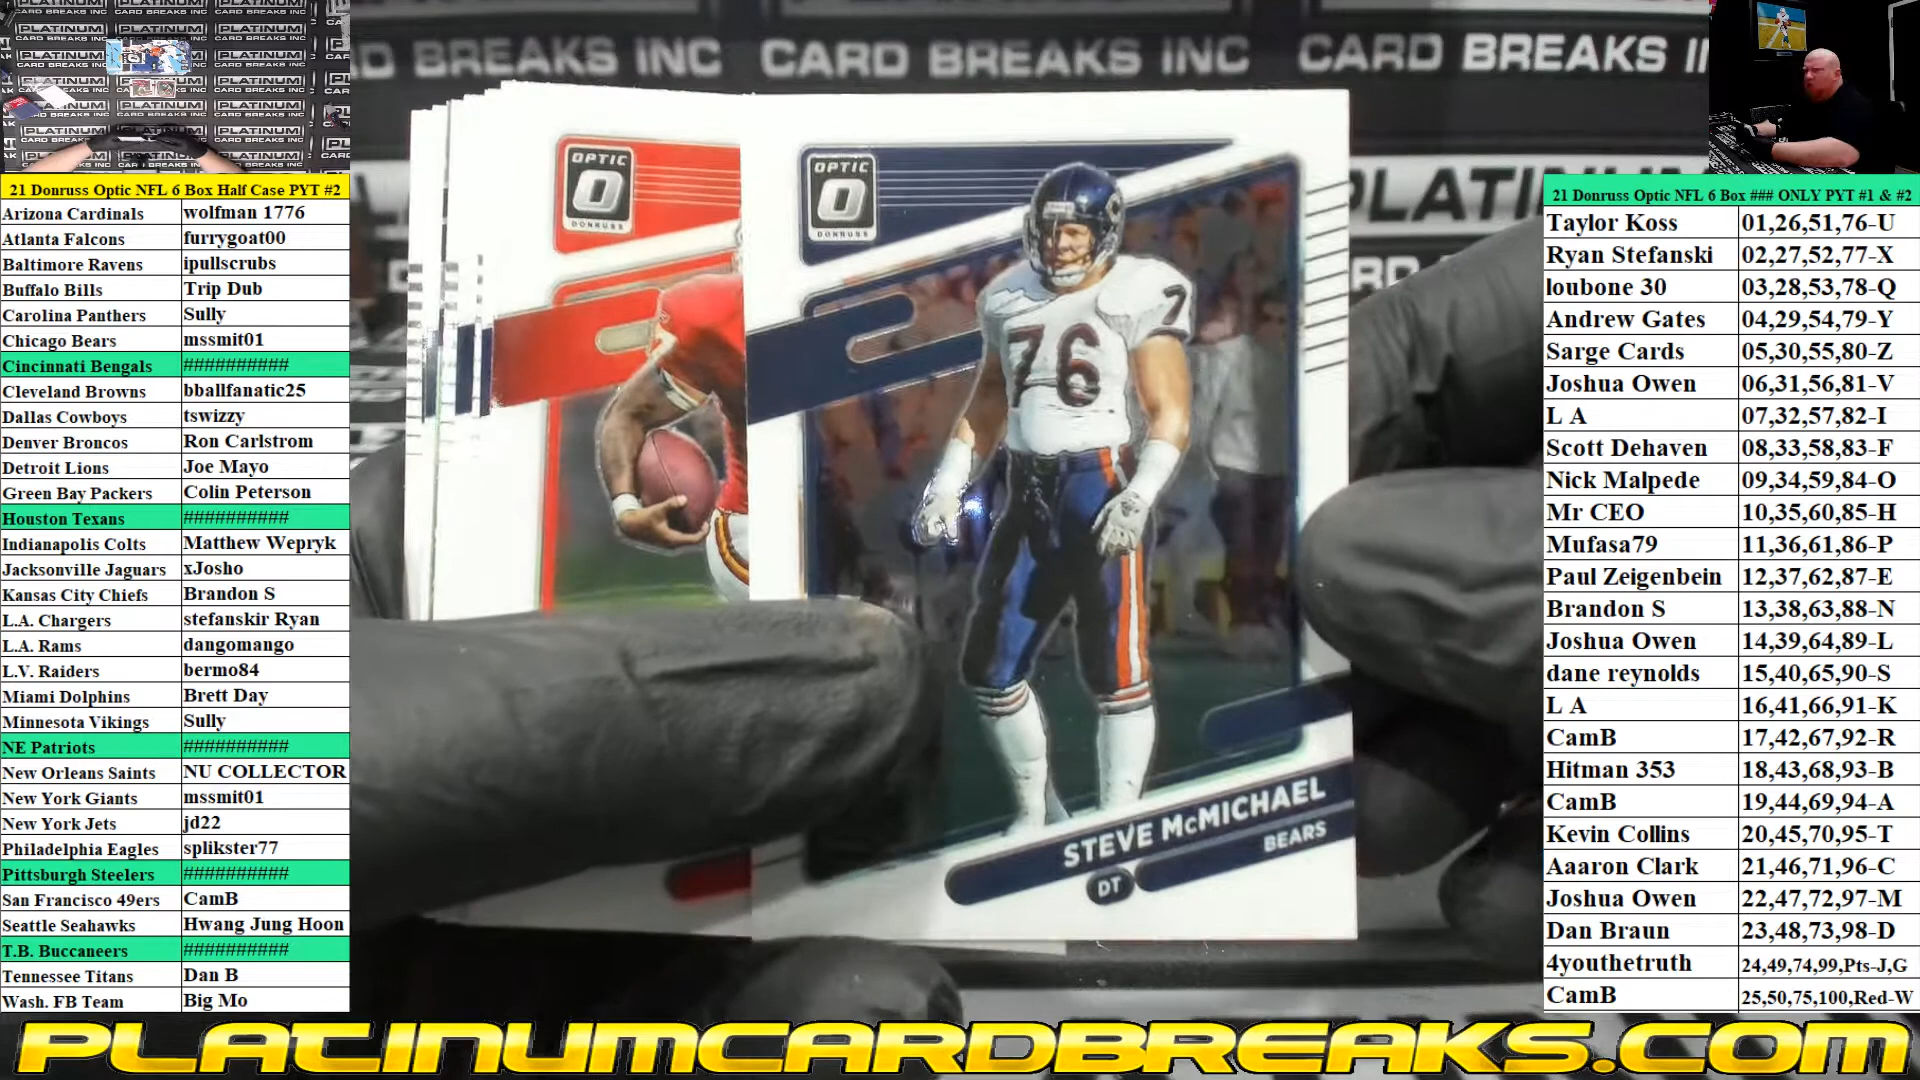 PLATINUM PLATINUM PLATINUM
CARD BREAKS INC CARD BREAKS INC CARD BREAKS INC
CARD BREAKS INC CARD BREAKS INC CARD BREAKS
21 Donruss Optic NFL 6 Box Half Case PYT #2
Arizona Cardinals wolfman 1776
Atlanta Falcons furrygoat00
Baltimore Ravens ipullscrubs
Buffalo Bills Trip Dub
Carolina Panthers Sully
Chicago Bears mssmit01
Cincinnati Bengals ##########
Cleveland Browns bballfanatic25
Dallas Cowboys tswizzy
Denver Broncos Ron Carlstrom
Detroit Lions Joe Mayo
Green Bay Packers Colin Peterson
Houston Texans ##########
Indianapolis Colts Matthew Wepryk
Jacksonville Jaguars xJosho
Kansas City Chiefs Brandon S
L.A. Chargers stefanskir Ryan
L.A. Rams dangomango
L.V. Raiders bermo84
Miami Dolphins Brett Day
Minnesota Vikings Sully
NE Patriots ##########
New Orleans Saints NU COLLECTOR
New York Giants mssmit01
New York Jets jd22
Philadelphia Eagles splikster77
Pittsburgh Steelers ##########
San Francisco 49ers CamB
Seattle Seahawks Hwang Jung Hoon
T.B. Buccaneers ##########
Tennessee Titans Dan B
Wash. FB Team Big Mo
OPTIC
O
DONRUSS
OPTIC
O
DONRUSS
76
7
STEVE McMICHAEL
BEARS
DT
21 Donruss Optic NFL 6 Box ### ONLY PYT #1 & #2
Taylor Koss 01,26,51,76-U
Ryan Stefanski 02,27,52,77-X
loubone 30 03,28,53,78-Q
Andrew Gates 04,29,54,79-Y
Sarge Cards 05,30,55,80-Z
Joshua Owen 06,31,56,81-V
L A 07,32,57,82-I
Scott Dehaven 08,33,58,83-F
Nick Malpede 09,34,59,84-O
Mr CEO 10,35,60,85-H
Mufasa79 11,36,61,86-P
Paul Zeigenbein 12,37,62,87-E
Brandon S 13,38,63,88-N
Joshua Owen 14,39,64,89-L
dane reynolds 15,40,65,90-S
L A 16,41,66,91-K
CamB 17,42,67,92-R
Hitman 353 18,43,68,93-B
CamB 19,44,69,94-A
Kevin Collins 20,45,70,95-T
Aaaron Clark 21,46,71,96-C
Joshua Owen 22,47,72,97-M
Dan Braun 23,48,73,98-D
4youthetruth 24,49,74,99,Pts-J,G
CamB 25,50,75,100,Red-W
PLATINUMCARDBREAKS.COM